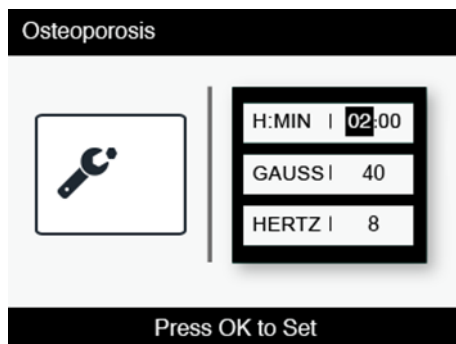 Osteoporosis
H:MIN | 02:00
GAUSS | 40
HERTZ | 8
Press OK to Set